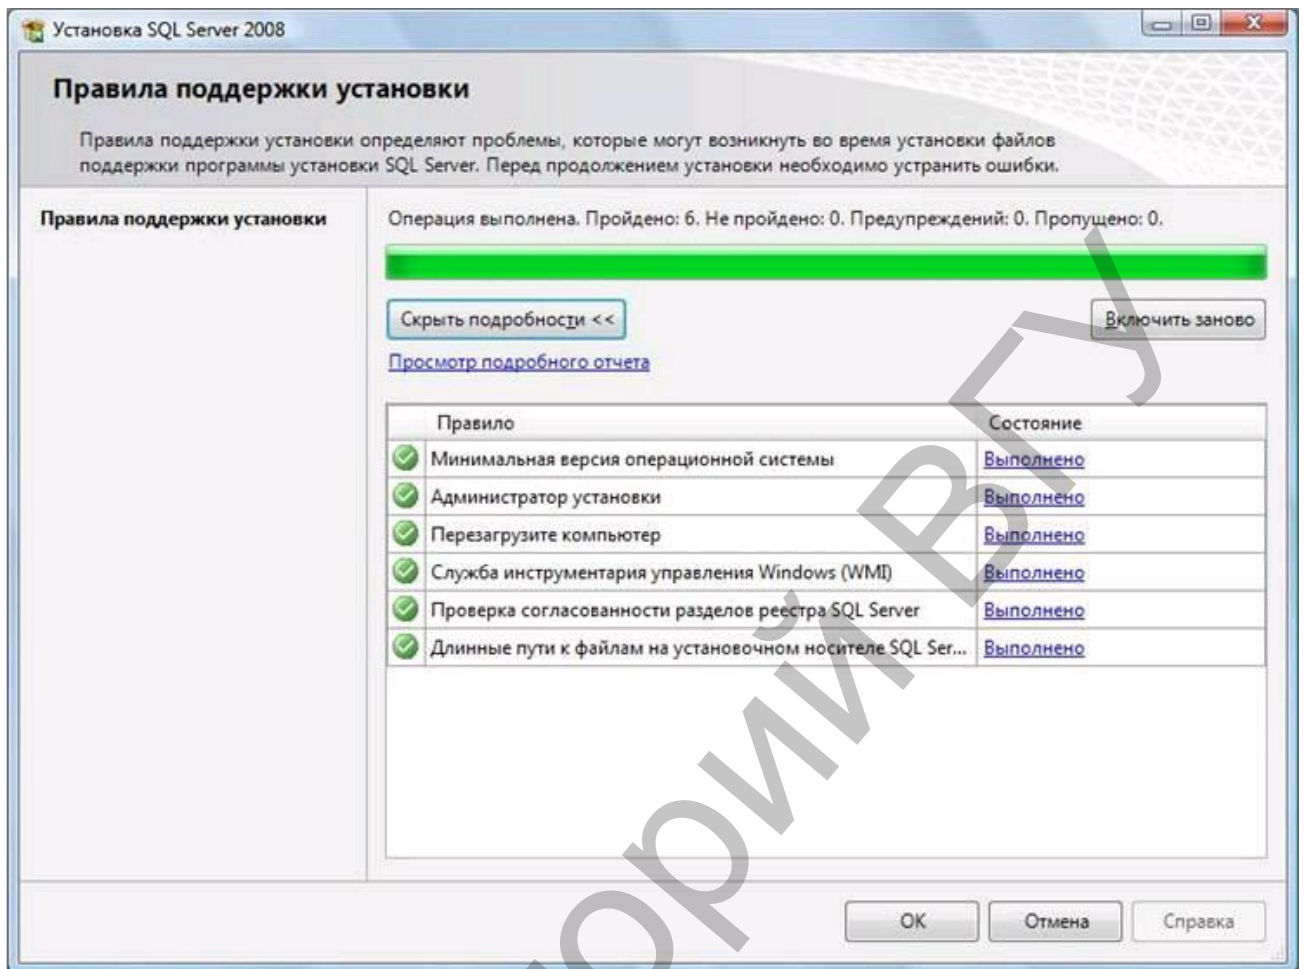 Установка SQL Server 2008
Правила поддержки установки
Правила поддержки установки определяют проблемы, которые могут возникнуть во время установки файлов
поддержки программы установки SQL Server. Перед продолжением установки необходимо устранить ошибки.
Правила поддержки установки
Операция выполнена. Пройдено: 6. Не пройдено: 0. Предупреждений: 0. Пропущено: 0.
Скрыть подробности <<
Включить заново
Просмотр подробного отчета
Правило Состояние
Минимальная версия операционной системы Выполнено
Администратор установки Выполнено
Перезагрузите компьютер Выполнено
Служба инструментария управления Windows (WMI) Выполнено
Проверка согласованности разделов реестра SQL Server Выполнено
Длинные пути к файлам на установочном носителе SQL Ser... Выполнено
OK Отмена Справка
ВГУ